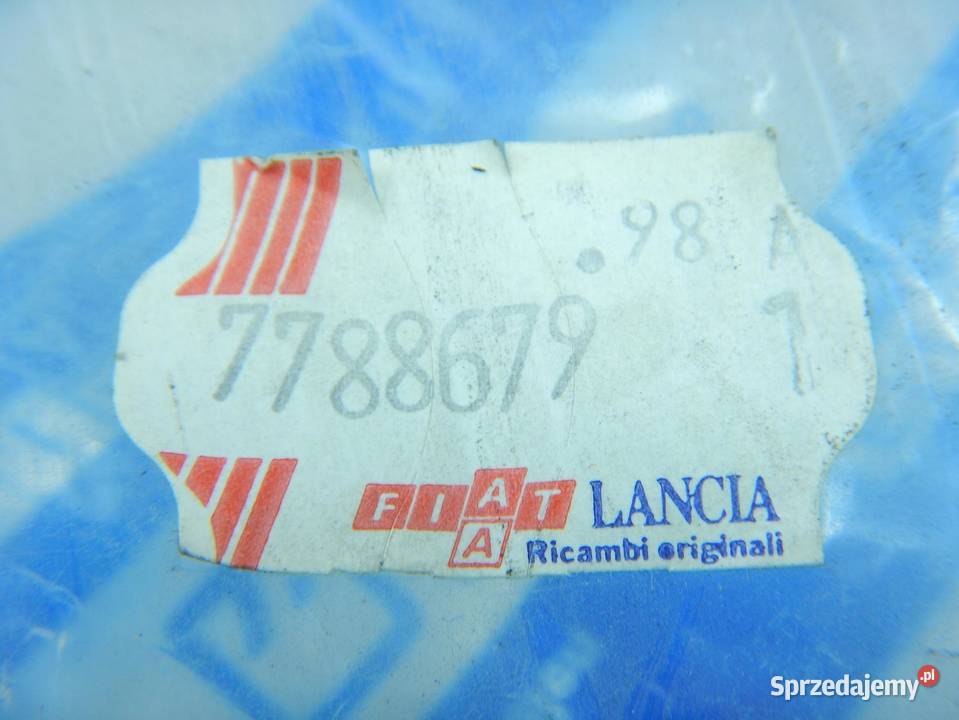 .98 A
7788679 1
FIAT LANCIA
A Ricambi originali
Sprzedajemy.pl